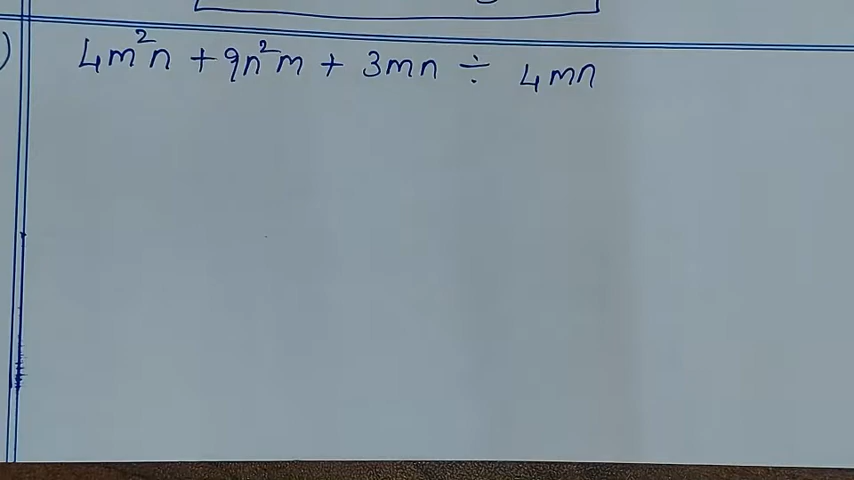 ) 4m²n + 9n²m + 3mn ÷ 4mn